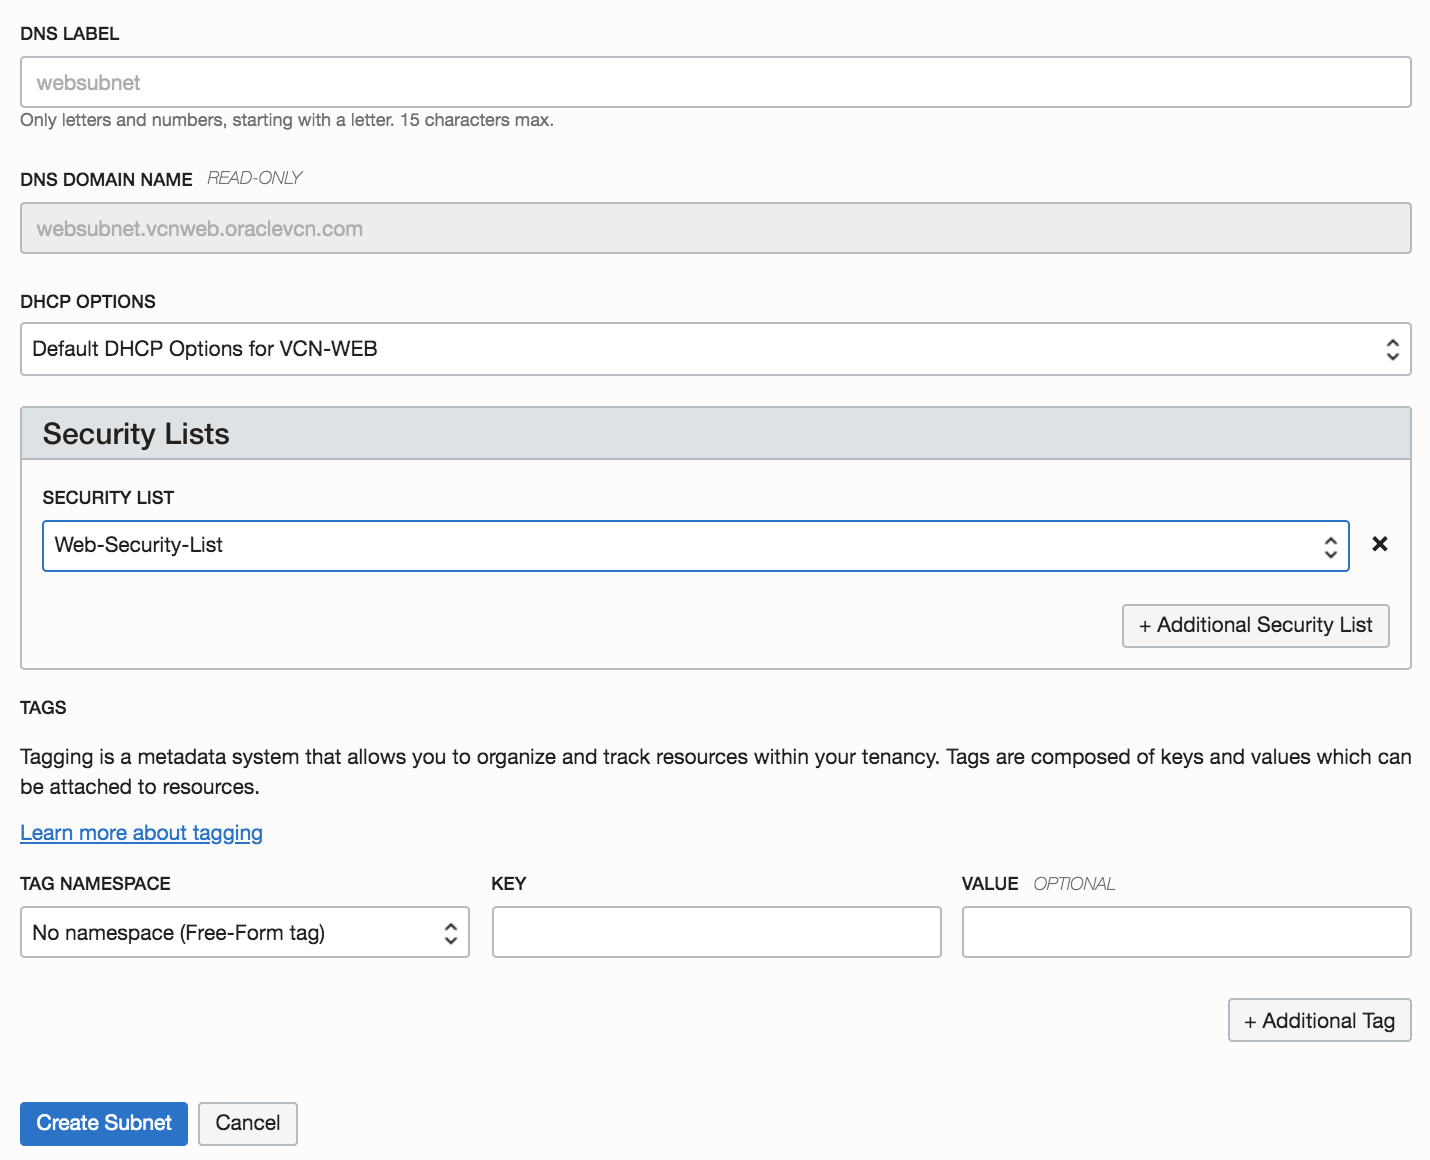 DNS LABEL
websubnet
Only letters and numbers, starting with a letter. 15 characters max.
DNS DOMAIN NAME READ-ONLY
websubnet.vcnweb.oraclevcn.com
DHCP OPTIONS
Default DHCP Options for VCN-WEB
Security Lists
SECURITY LIST
Web-Security-List
+ Additional Security List
TAGS
Tagging is a metadata system that allows you to organize and track resources within your tenancy. Tags are composed of keys and values which can
be attached to resources.
Learn more about tagging
TAG NAMESPACE KEY VALUE OPTIONAL
No namespace (Free-Form tag)
+ Additional Tag
Create Subnet Cancel